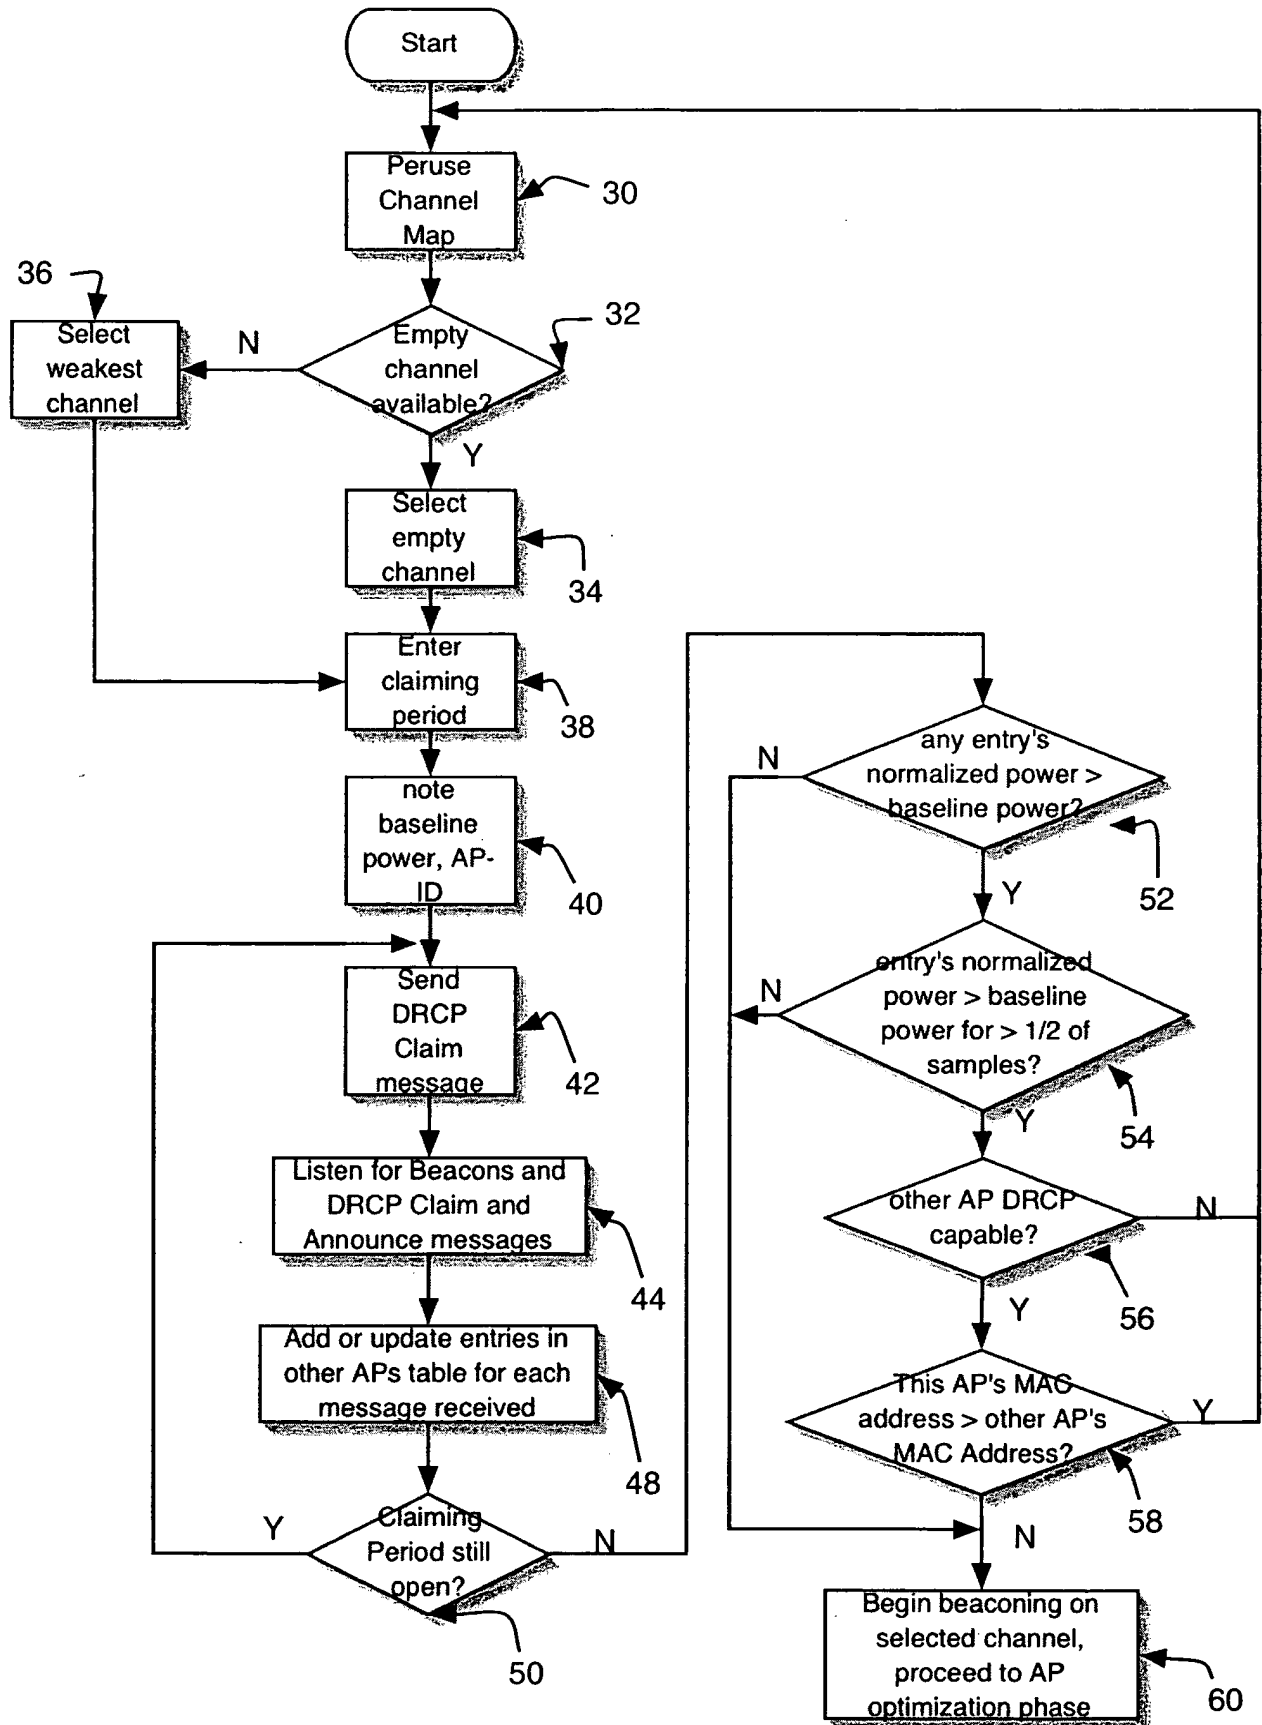 Start
Peruse
Channel
Map
30
36
Select
weakest
channel
N
Empty
channel
available?
32
Y
Select
empty
channel
34
Enter
claiming
period
38
note
baseline
power, AP-
ID
40
Send
DRCP
Claim
message
42
Listen for Beacons and
DRCP Claim and
Announce messages
44
Add or update entries in
other APs table for each
message received
48
Y
Claiming
Period still
open?
N
50
N
any entry's
normalized power >
baseline power?
52
Y
N
entry's normalized
power > baseline
power for > 1/2 of
samples?
54
Y
other AP DRCP
capable?
N
56
Y
This AP's MAC
address > other AP's
MAC Address?
Y
58
N
Begin beaconing on
selected channel,
proceed to AP
optimization phase
60